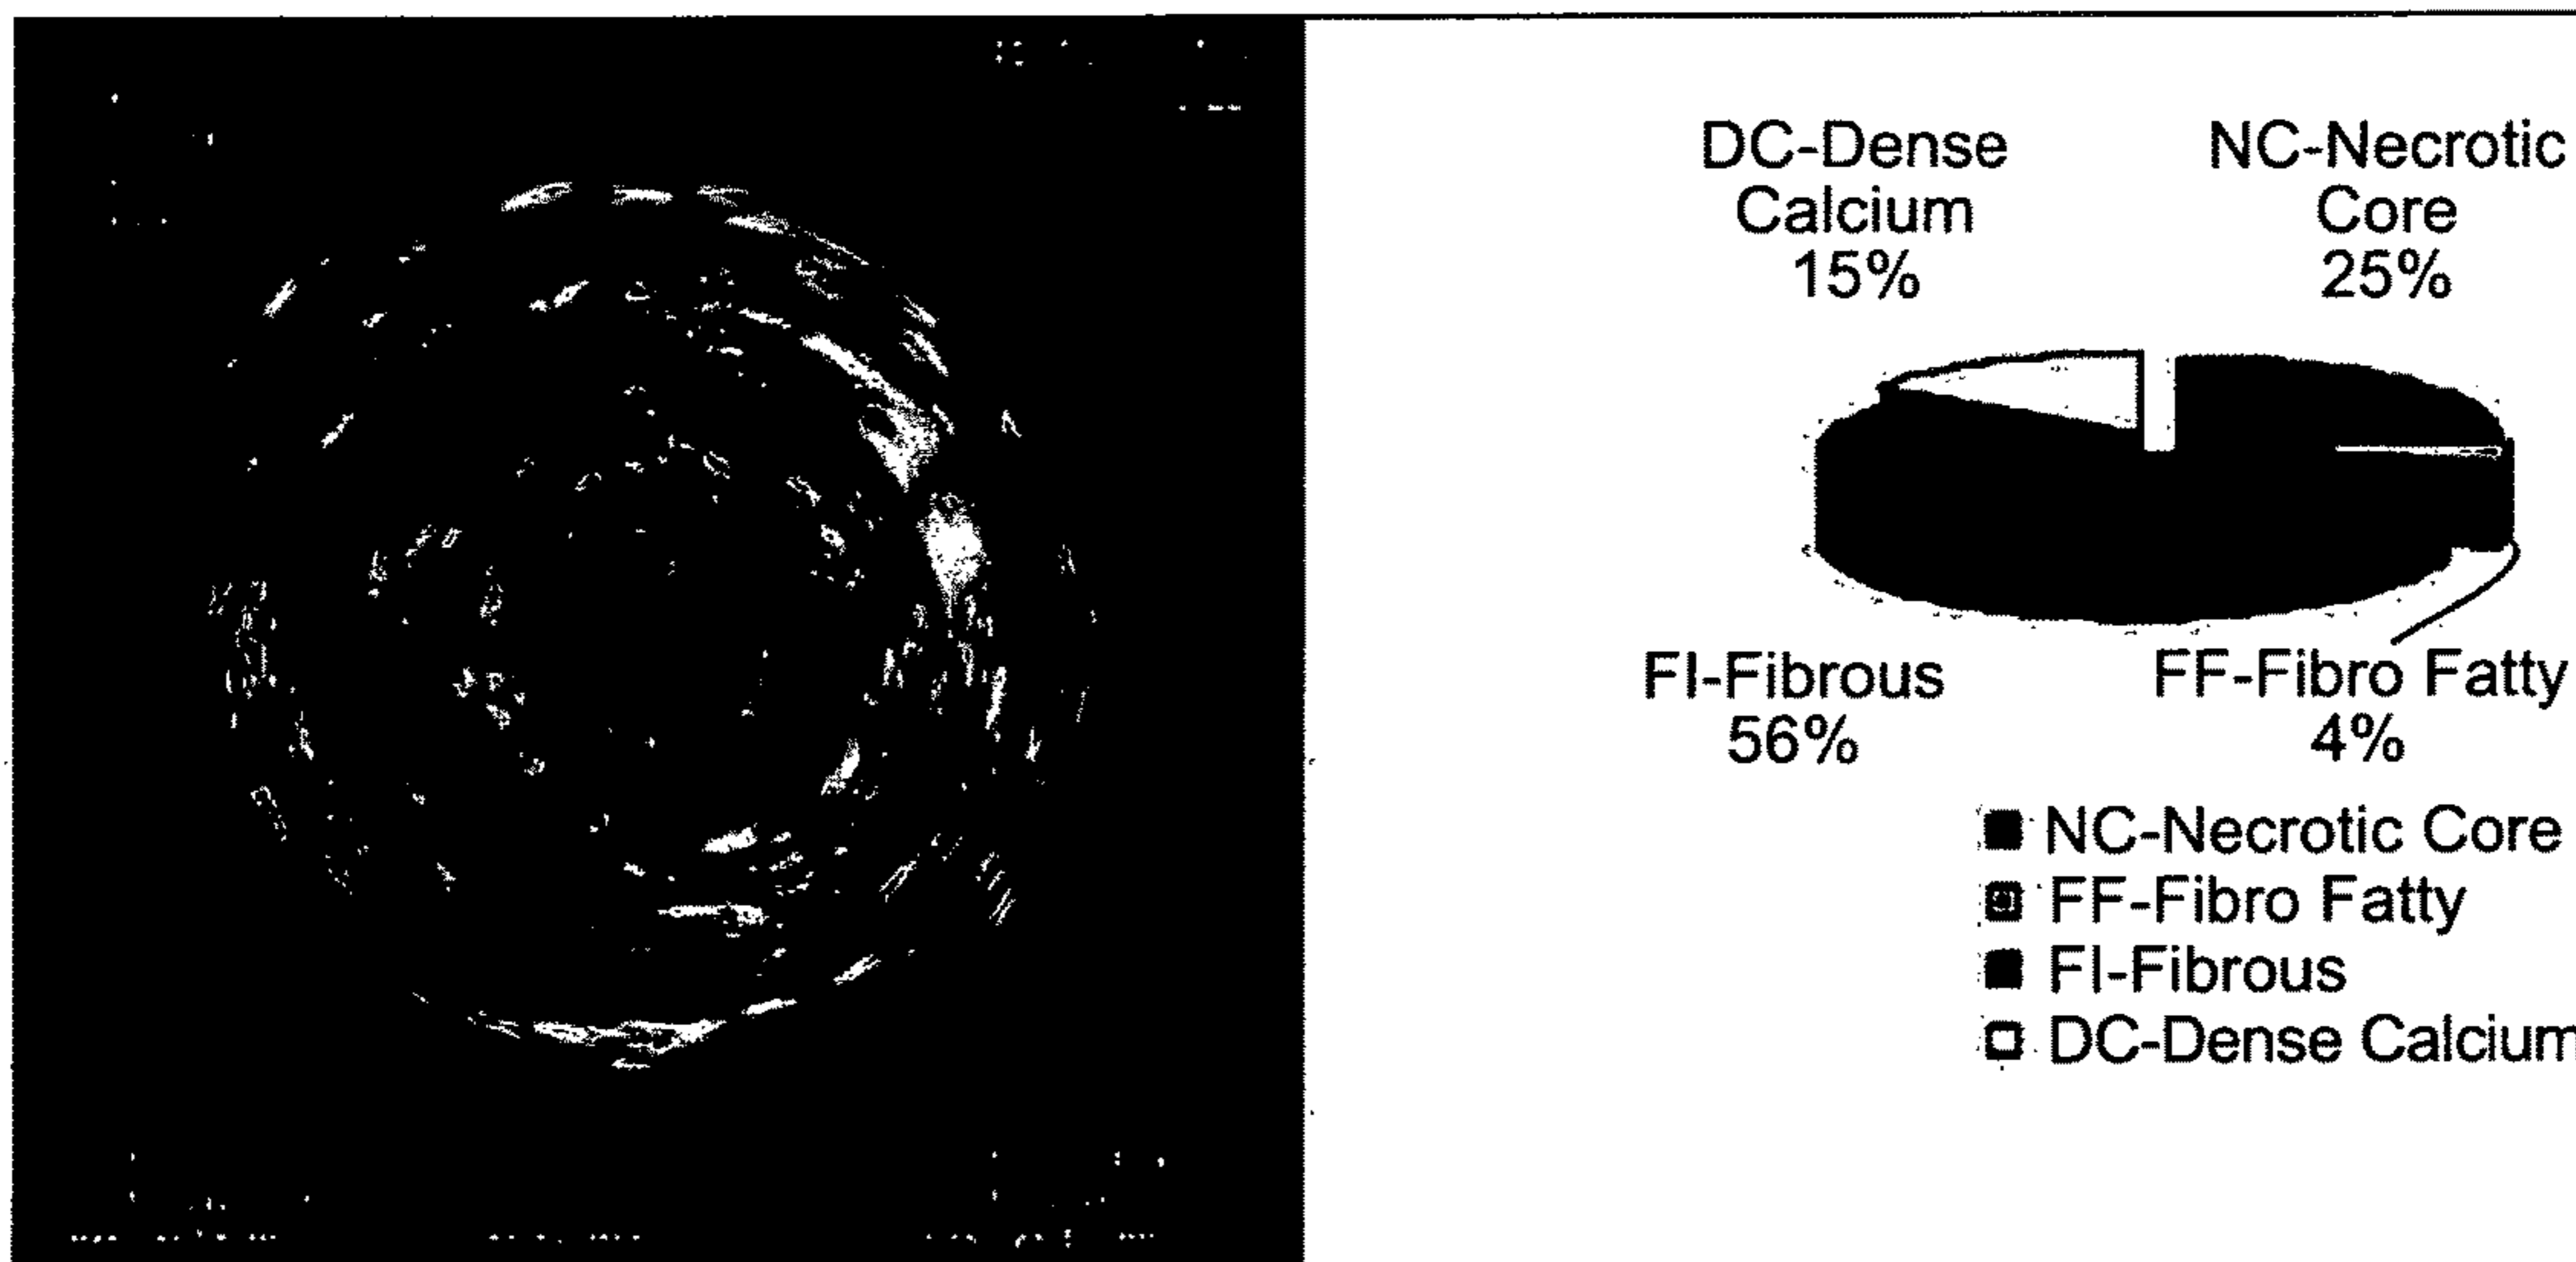 DC-Dense
Calcium
15%
NC-Necrotic
Core
25%
FI-Fibrous
56%
FF-Fibro Fatty
4%
NC-Necrotic Core
FF-Fibro Fatty
FI-Fibrous
DC-Dense Calcium